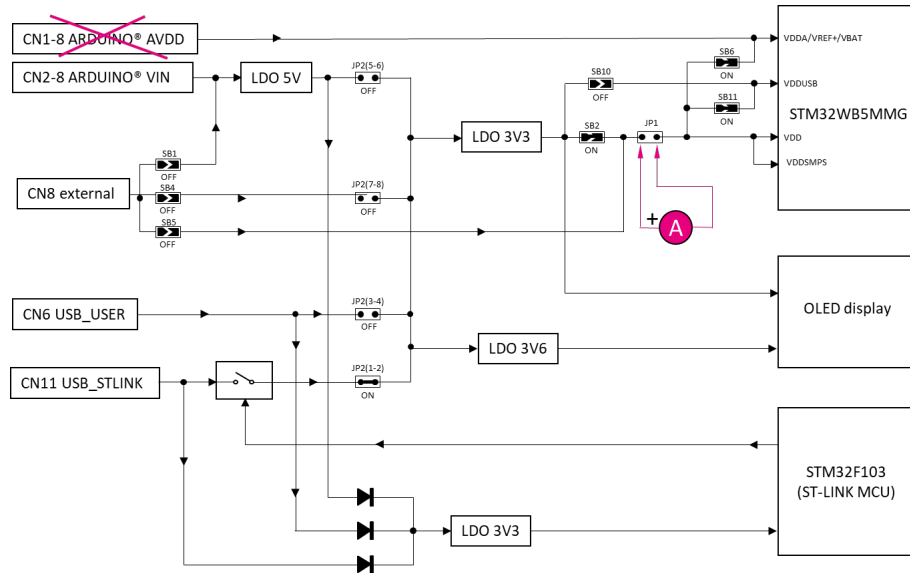 CN1-8 ARDUINO® AVDD
CN2-8 ARDUINO® VIN
LDO 5V
JP2(5-6)
OFF
SB1
OFF
CN8 external
SB4
OFF
SB5
OFF
JP2(7-8)
OFF
LDO 3V3
SB10
OFF
SB2
ON
JP1
SB6
ON
SB11
ON
+
A
VDDA/VREF+/VBAT
VDDUSB
STM32WB5MMG
VDD
VDDSMPS
CN6 USB_USER
JP2(3-4)
OFF
LDO 3V6
OLED display
CN11 USB_STLINK
JP2(1-2)
ON
STM32F103
(ST-LINK MCU)
LDO 3V3